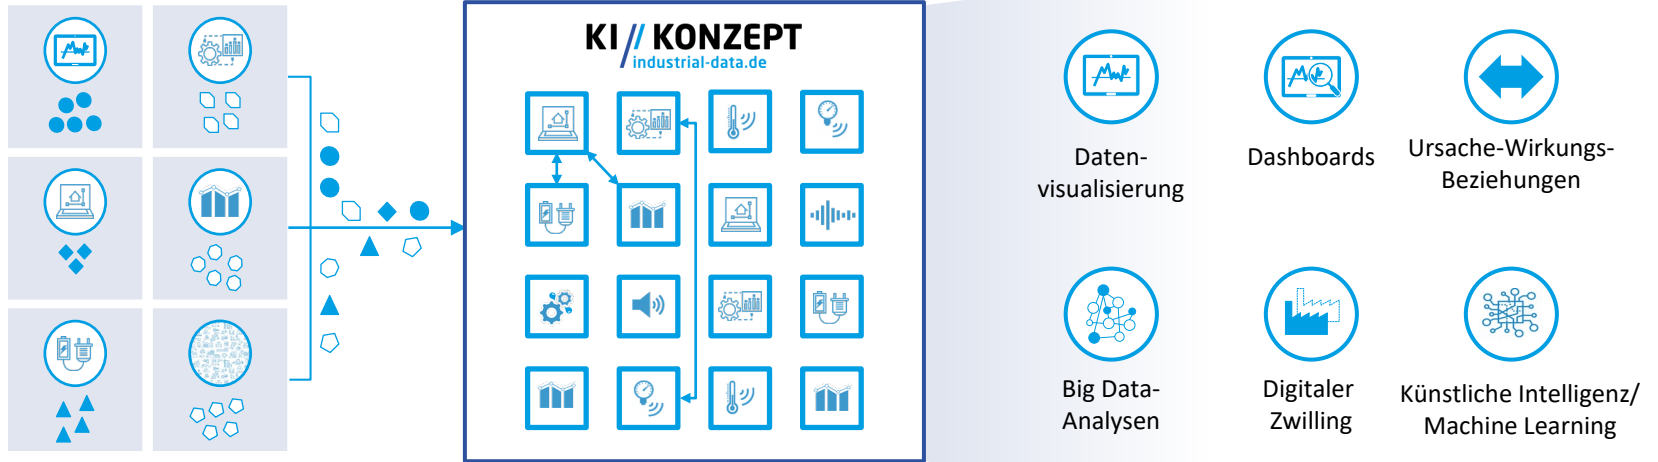 KI // KONZEPT
industrial-data.de
Daten-
visualisierung
Dashboards
Ursache-Wirkungs-
Beziehungen
Big Data-
Analysen
Digitaler
Zwilling
Künstliche Intelligenz/
Machine Learning